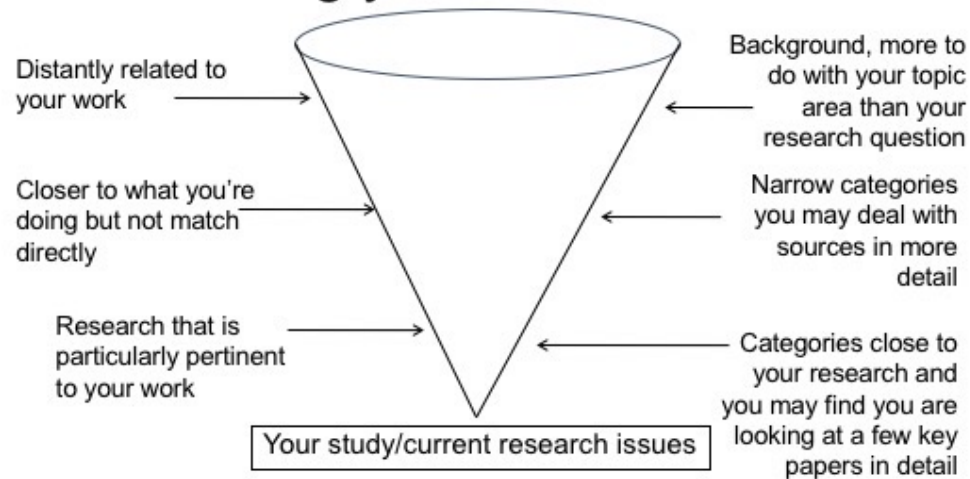 Distantly related to
your work
Background, more to
do with your topic
area than your
research question
Closer to what you're
doing but not match
directly
Narrow categories
you may deal with
sources in more
detail
Research that is
particularly pertinent
to your work
Categories close to
your research and
you may find you are
looking at a few key
papers in detail
Your study/current research issues